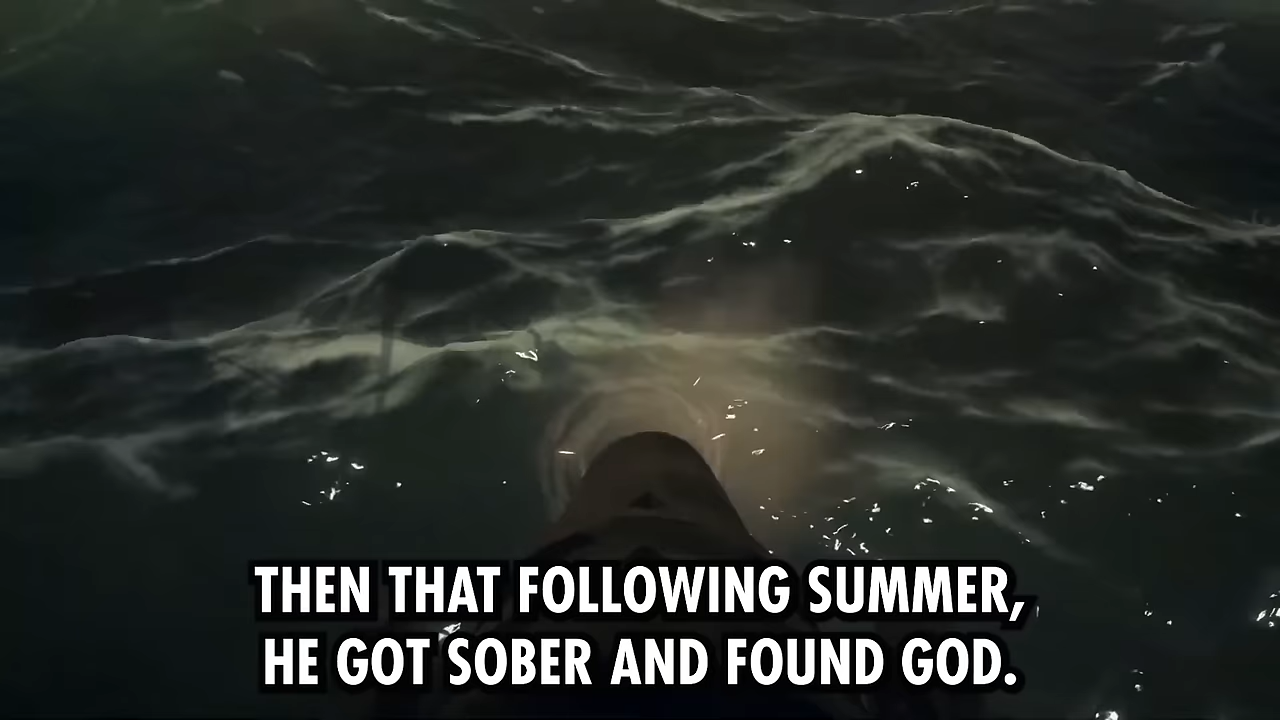 THEN THAT FOLLOWING SUMMER,
HE GOT SOBER AND FOUND GOD.